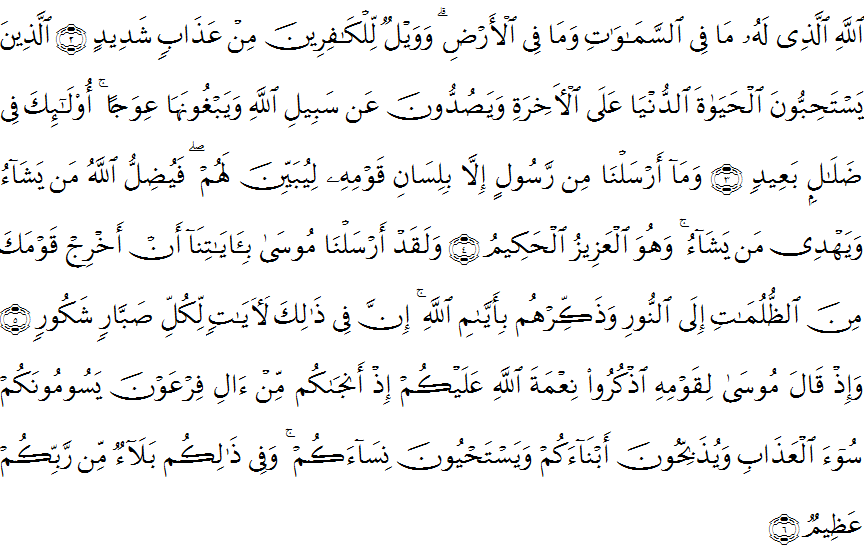 ٱللَّهِ ٱلَّذِى لَهُۥ مَا فِى ٱلسَّمَـٰوَٰتِ وَمَا فِى ٱلْأَرْضِ ۗ وَوَيْلٌ لِّلْكَـٰفِرِينَ مِنْ عَذَابٍ شَدِيدٍ ﴿٢﴾ ٱلَّذِينَ
يَسْتَحِبُّونَ ٱلْحَيَوٰةَ ٱلدُّنْيَا عَلَى ٱلْـَٔاخِرَةِ وَيَصُدُّونَ عَن سَبِيلِ ٱللَّهِ وَيَبْغُونَهَا عِوَجًا ۚ أُو۟لَـٰٓئِكَ فِى
ضَلَـٰلٍۭ بَعِيدٍ ﴿٣﴾ وَمَآ أَرْسَلْنَا مِن رَّسُولٍ إِلَّا بِلِسَانِ قَوْمِهِۦ لِيُبَيِّنَ لَهُمْ ۖ فَيُضِلُّ ٱللَّهُ مَن يَشَآءُ
وَيَهْدِى مَن يَشَآءُ ۚ وَهُوَ ٱلْعَزِيزُ ٱلْحَكِيمُ ﴿٤﴾ وَلَقَدْ أَرْسَلْنَا مُوسَىٰ بِـَٔايَـٰتِنَآ أَنْ أَخْرِجْ قَوْمَكَ
مِنَ ٱلظُّلُمَـٰتِ إِلَى ٱلنُّورِ وَذَكِّرْهُم بِأَيَّىٰمِ ٱللَّهِ ۚ إِنَّ فِى ذَٰلِكَ لَـَٔايَـٰتٍ لِّكُلِّ صَبَّارٍ شَكُورٍ ﴿٥﴾
وَإِذْ قَالَ مُوسَىٰ لِقَوْمِهِ ٱذْكُرُوا۟ نِعْمَةَ ٱللَّهِ عَلَيْكُمْ إِذْ أَنجَىٰكُم مِّنْ ءَالِ فِرْعَوْنَ يَسُومُونَكُمْ
سُوٓءَ ٱلْعَذَابِ وَيُذَبِّحُونَ أَبْنَآءَكُمْ وَيَسْتَحْيُونَ نِسَآءَكُمْ ۚ وَفِى ذَٰلِكُم بَلَآءٌ مِّن رَّبِّكُمْ
عَظِيمٌ ﴿٦﴾